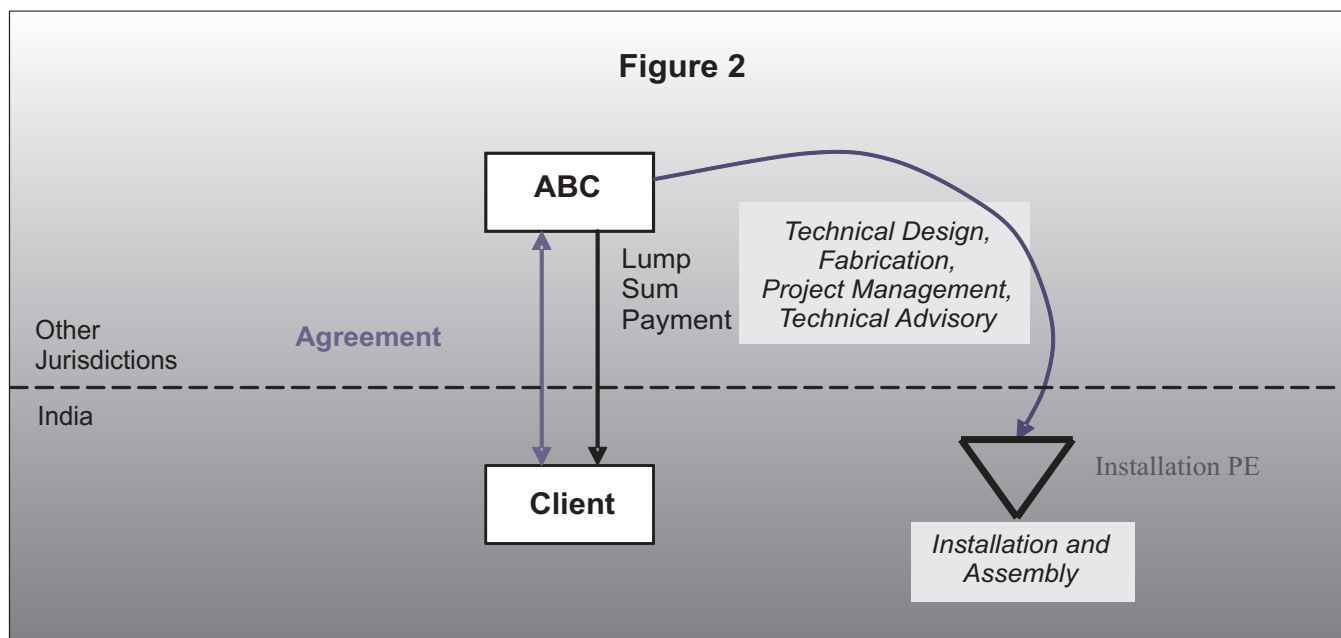 Figure 2
ABC
Lump
Sum
Payment
Technical Design,
Fabrication,
Project Management,
Technical Advisory
Other
Jurisdictions
Agreement
India
Client
Installation PE
Installation and
Assembly